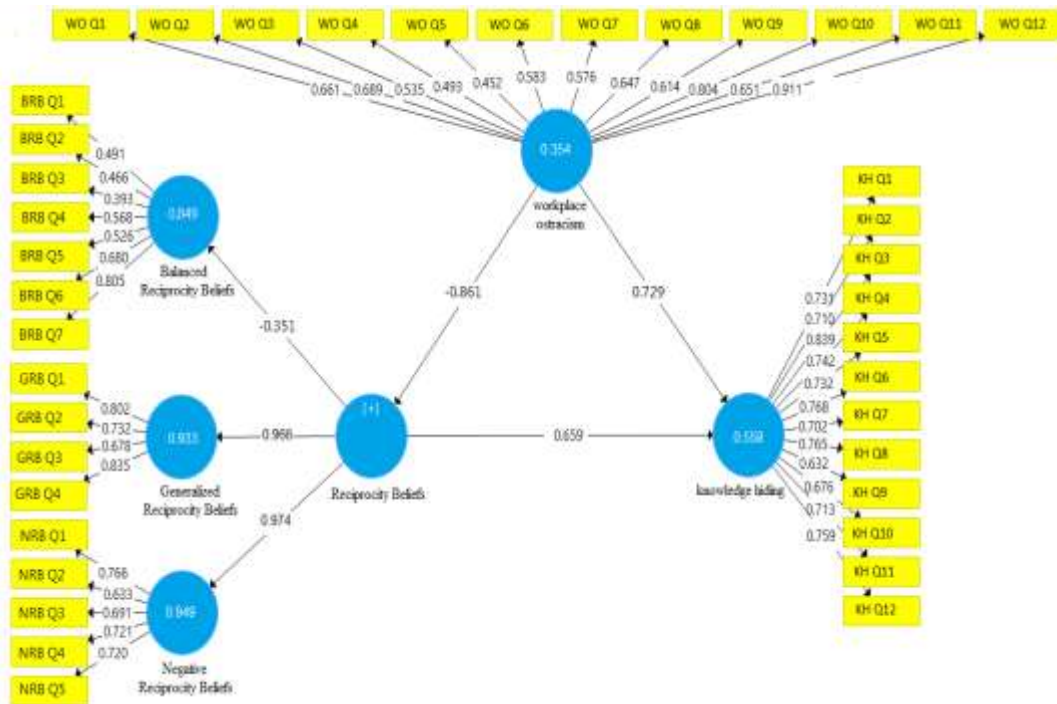 WO Q1 WO Q2 WO Q3 WO Q4 WO Q5 WO Q6 WO Q7 WO Q8 WO Q9 WO Q10 WO Q11 WO Q12
0.661 0.689 0.535 0.493 0.452 0.583 0.576 0.647 0.614 0.804 0.651 0.911
0.354
workplace
ostracism
BRB Q1
BRB Q2
BRB Q3
BRB Q4
BRB Q5
BRB Q6
BRB Q7
0.491
0.466
0.393
0.568
0.526
0.680
0.805
0.849
Balanced
Reciprocity Beliefs
-0.351
-0.861
0.729
GRB Q1
GRB Q2
GRB Q3
GRB Q4
0.802
0.732
0.678
0.835
0.933
Generalized
Reciprocity Beliefs
0.966
[+]
Reciprocity Beliefs
0.659
0.974
NRB Q1
NRB Q2
NRB Q3
NRB Q4
NRB Q5
0.766
0.633
0.691
0.721
0.720
0.949
Negative
Reciprocity Beliefs
knowledge hiding
0.731
0.710
0.839
0.742
0.732
0.768
0.702
0.765
0.632
0.676
0.713
0.759
KH Q1
KH Q2
KH Q3
KH Q4
KH Q5
KH Q6
KH Q7
KH Q8
KH Q9
KH Q10
KH Q11
KH Q12